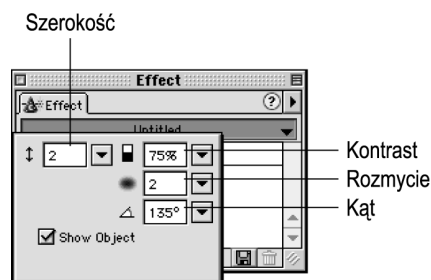 Szerokość
Effect
Effect ?
Untitled
2 75% Kontrast
2 Rozmycie
135° Kąt
Show Object